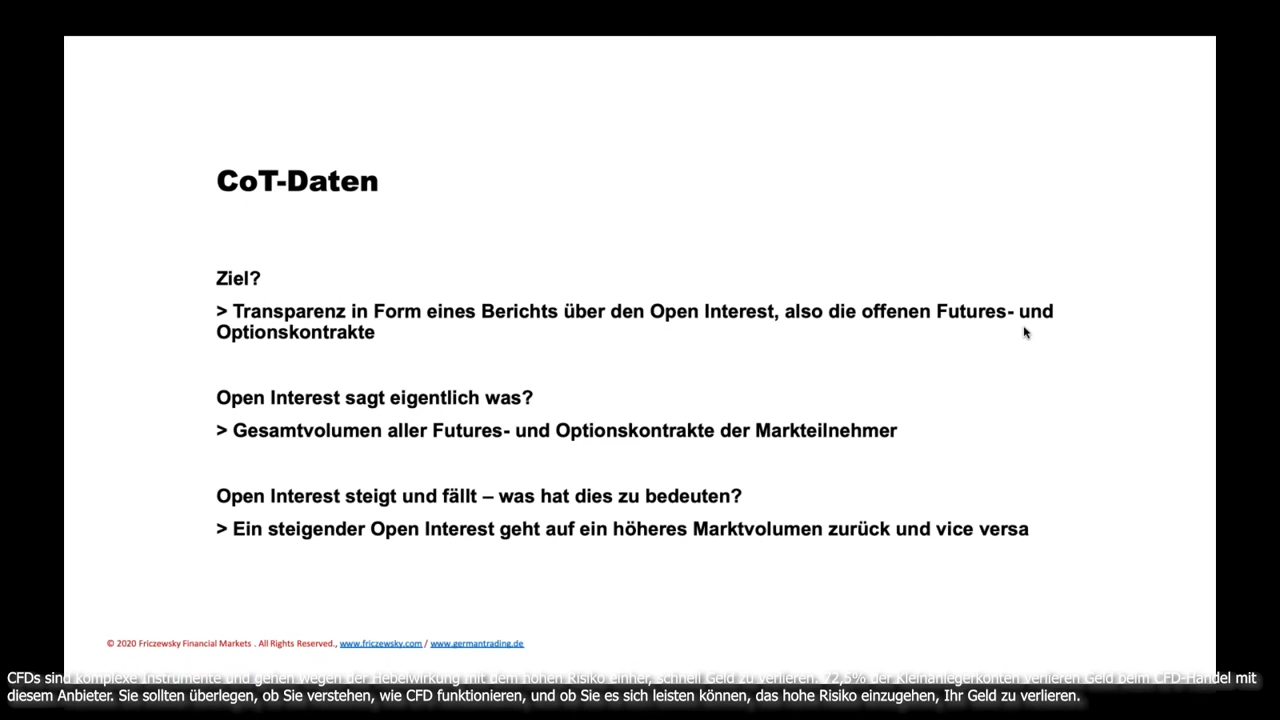 CoT-Daten
Ziel?
> Transparenz in Form eines Berichts über den Open Interest, also die offenen Futures- und
Optionskontrakte
Open Interest sagt eigentlich was?
> Gesamtvolumen aller Futures- und Optionskontrakte der Markteilnehmer
Open Interest steigt und fällt – was hat dies zu bedeuten?
> Ein steigender Open Interest geht auf ein höheres Marktvolumen zurück und vice versa
© 2020 Friczewsky Financial Markets . All Rights Reserved., www.friczewsky.com / www.germantrading.de
CFDs sind komplexe Instrumente und gehen wegen der Hebelwirkung mit dem hohen Risiko einher, schnell Geld zu verlieren. 72,5% der Kleinanlegerkonten verlieren Geld beim CFD-Handel mit
diesem Anbieter. Sie sollten überlegen, ob Sie verstehen, wie CFD funktionieren, und ob Sie es sich leisten können, das hohe Risiko einzugehen, Ihr Geld zu verlieren.